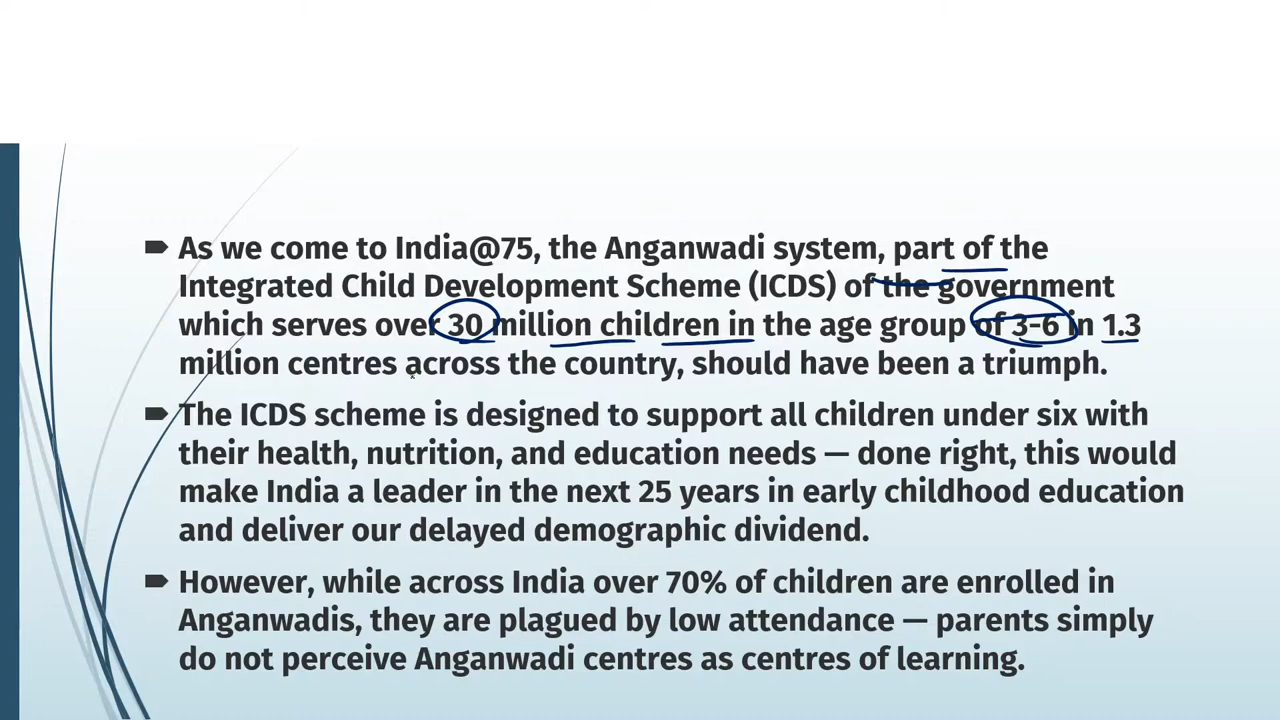 As we come to India@75, the Anganwadi system, part of the
Integrated Child Development Scheme (ICDS) of the government
which serves over 30 million children in the age group of 3-6 in 1.3
million centres across the country, should have been a triumph.
The ICDS scheme is designed to support all children under six with
their health, nutrition, and education needs — done right, this would
make India a leader in the next 25 years in early childhood education
and deliver our delayed demographic dividend.
However, while across India over 70% of children are enrolled in
Anganwadis, they are plagued by low attendance — parents simply
do not perceive Anganwadi centres as centres of learning.